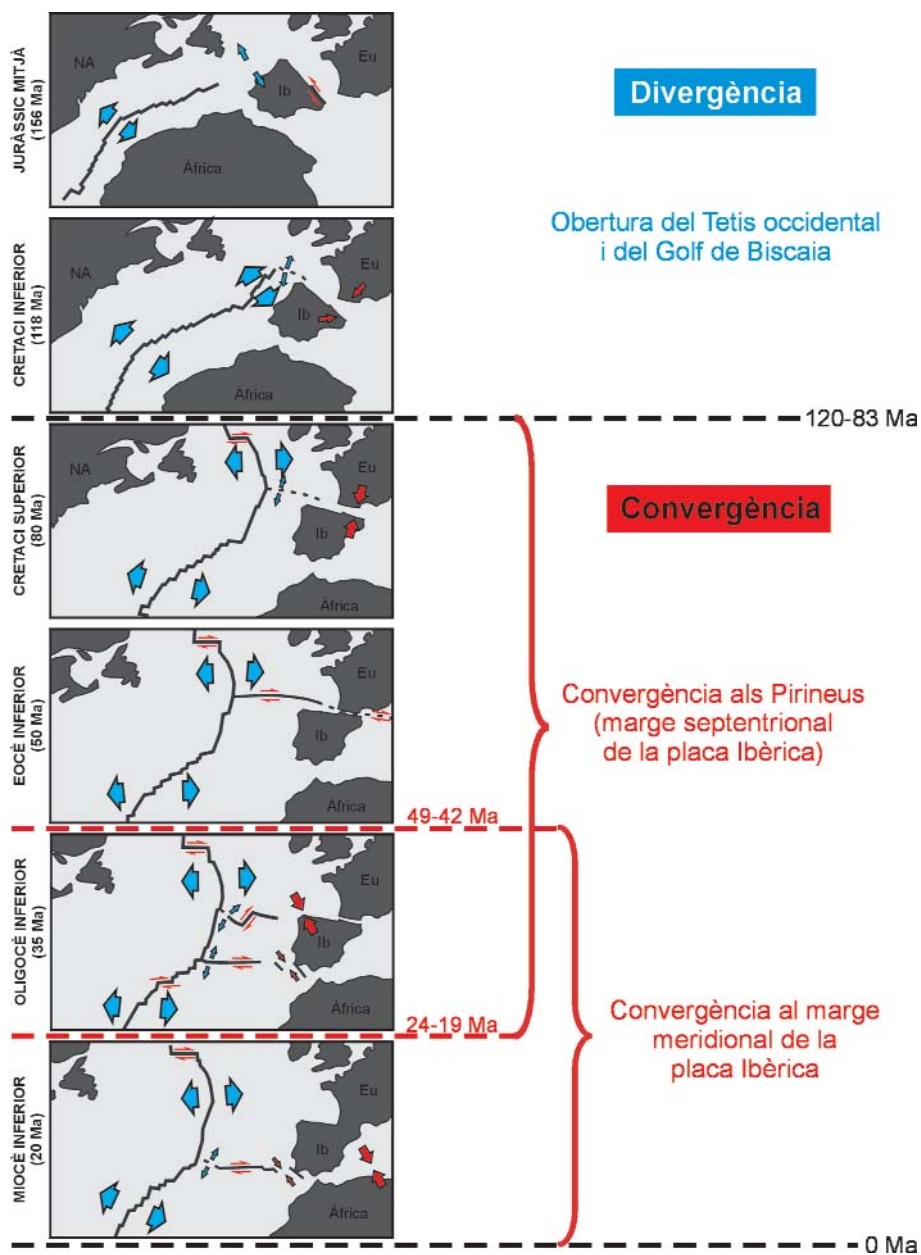 JURÀSSIC MITJÀ
(156 Ma)
NA
Eu
Ib
Àfrica
Divergència
Obertura del Tetis occidental
i del Golf de Biscaia
CRETACI INFERIOR
(118 Ma)
NA
Eu
Ib
Àfrica
120-83 Ma
CRETACI SUPERIOR
(80 Ma)
NA
Eu
Ib
Àfrica
Convergència
EOCÈ INFERIOR
(50 Ma)
Eu
Ib
Àfrica
Convergència als Pirineus
(marge septentrional
de la placa Ibèrica)
49-42 Ma
OLIGOCÈ INFERIOR
(35 Ma)
Eu
Ib
Àfrica
24-19 Ma
Convergència al marge
meridional de la
placa Ibèrica
MIOCÈ INFERIOR
(20 Ma)
Eu
Ib
Àfrica
0 Ma